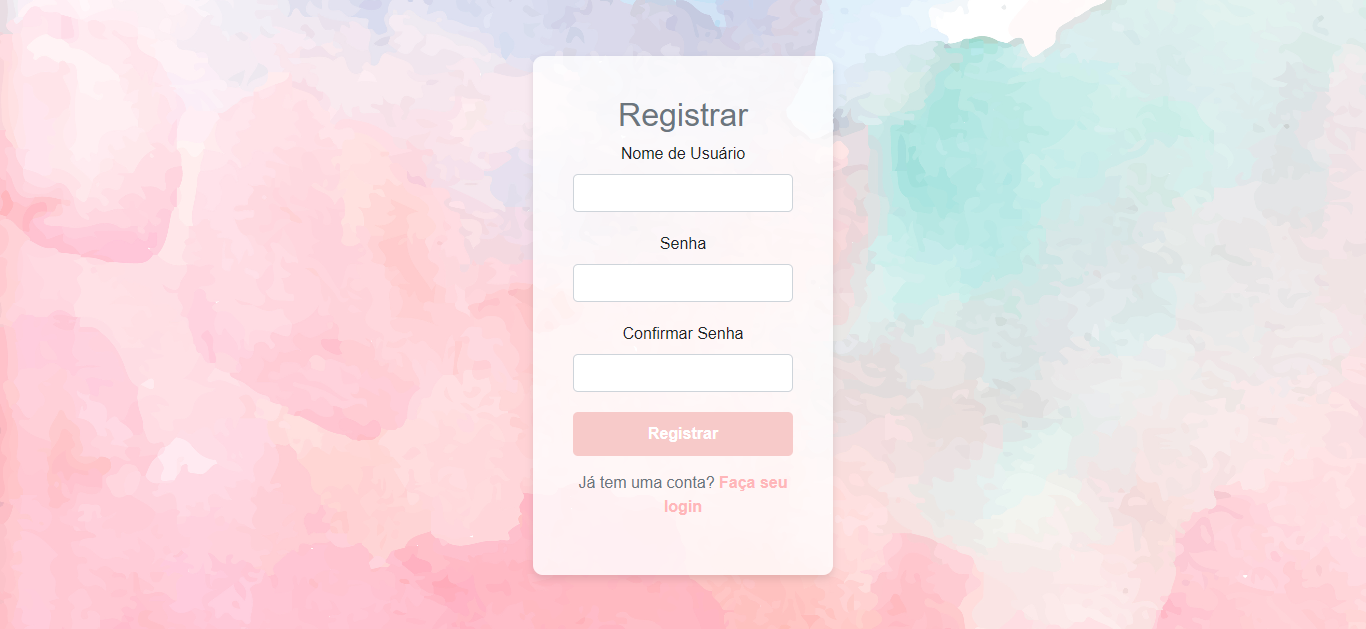 Registrar
Nome de Usuário
Senha
Confirmar Senha
Registrar
Já tem uma conta? Faça seu
login